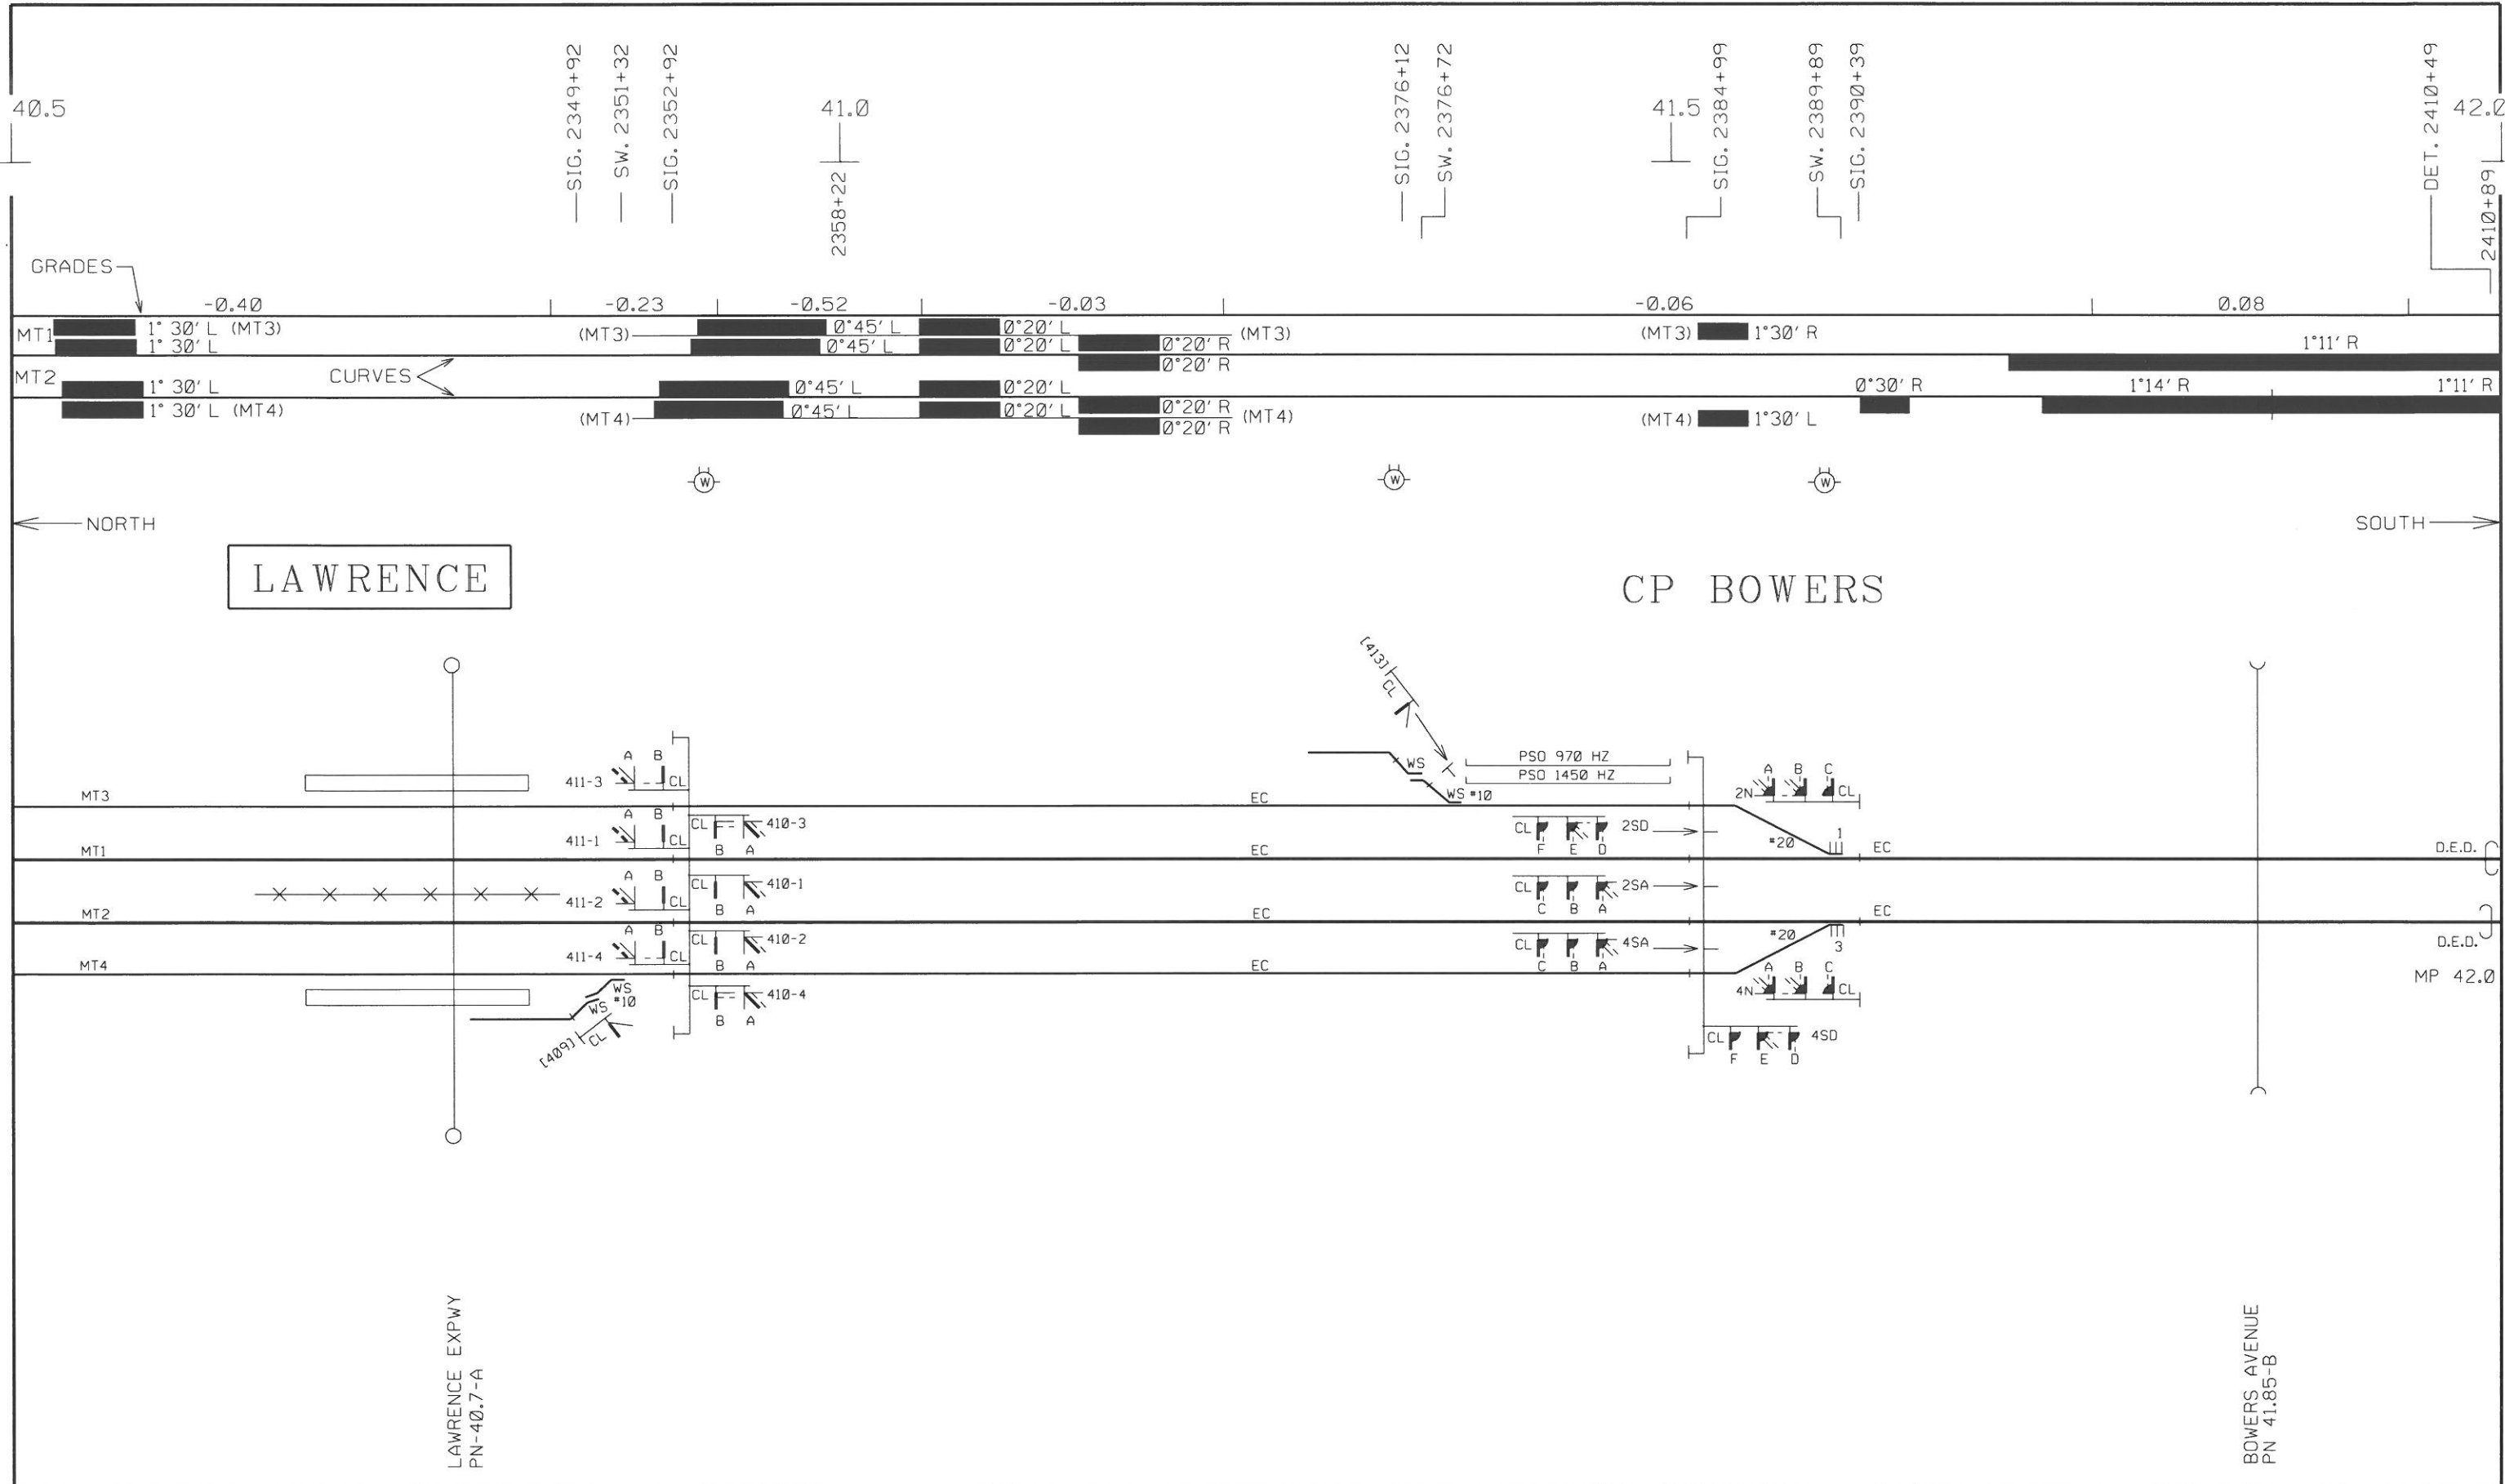 SIG. 2349+92
SW. 2351+32
SIG. 2352+92
SIG. 2376+12
SW. 2376+72
SIG. 2384+99
SW. 2389+89
SIG. 2390+39
DET. 2410+49
40.5
41.0
41.5
42.0
2358+22
2410+89
GRADES
-0.40
-0.23
-0.52
-0.03
-0.06
0.08
MT1
1° 30' L (MT3)
(MT3)
0°45' L
0°20' L
(MT3)
(MT3)
1°30' R
1° 30' L
0°45' L
0°20' L
0°20' R
1°11' R
0°20' R
MT2
CURVES
1° 30' L
0°45' L
0°20' L
0°30' R
1°14' R
1°11' R
1° 30' L (MT4)
(MT4)
0°45' L
0°20' L
0°20' R
(MT4)
(MT4)
1°30' L
0°20' R
W
W
W
NORTH
SOUTH
LAWRENCE
CP BOWERS
[413]
CL
A B
411-3
CL
WS
PSO 970 HZ
PSO 1450 HZ
A B C
2N
CL
MT3
EC
WS #10
A B
411-1
CL
CL
410-3
B A
CL
2SD
F E D
#20
1
MT1
EC
EC
D.E.D.
A B
411-2
CL
CL
410-1
B A
CL
2SA
C B A
MT2
EC
EC
A B
411-4
CL
CL
410-2
B A
CL
4SA
C B A
#20
3
D.E.D.
MT4
EC
A B C
4N
CL
MP 42.0
WS
WS #10
CL
[409]
CL
410-4
B A
CL
4SD
F E D
LAWRENCE EXPWY
PN-40.7-A
BOWERS AVENUE
PN 41.85-B